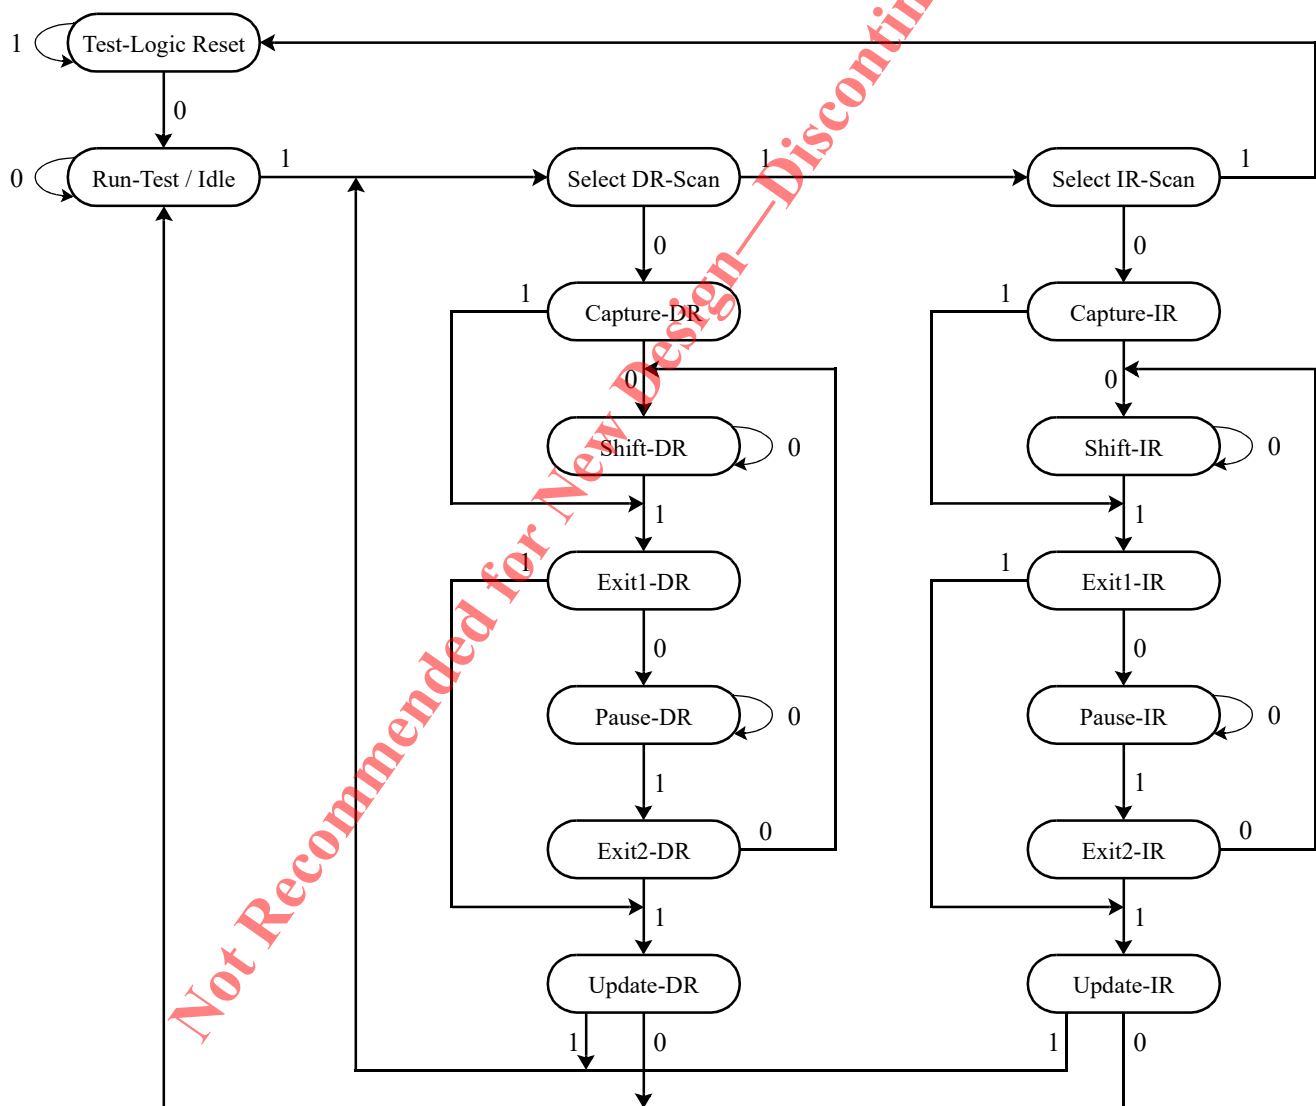 1
Test-Logic Reset
0
0
Run-Test / Idle
1
Select DR-Scan
1
Select IR-Scan
1
0
0
1
Capture-DR
1
Capture-IR
0
0
Shift-DR
0
Shift-IR
0
1
1
1
Exit1-DR
1
Exit1-IR
0
0
Pause-DR
0
Pause-IR
0
1
1
Exit2-DR
0
Exit2-IR
0
1
1
Update-DR
Update-IR
1
0
1
0
Not Recommended for New Design—Discontin